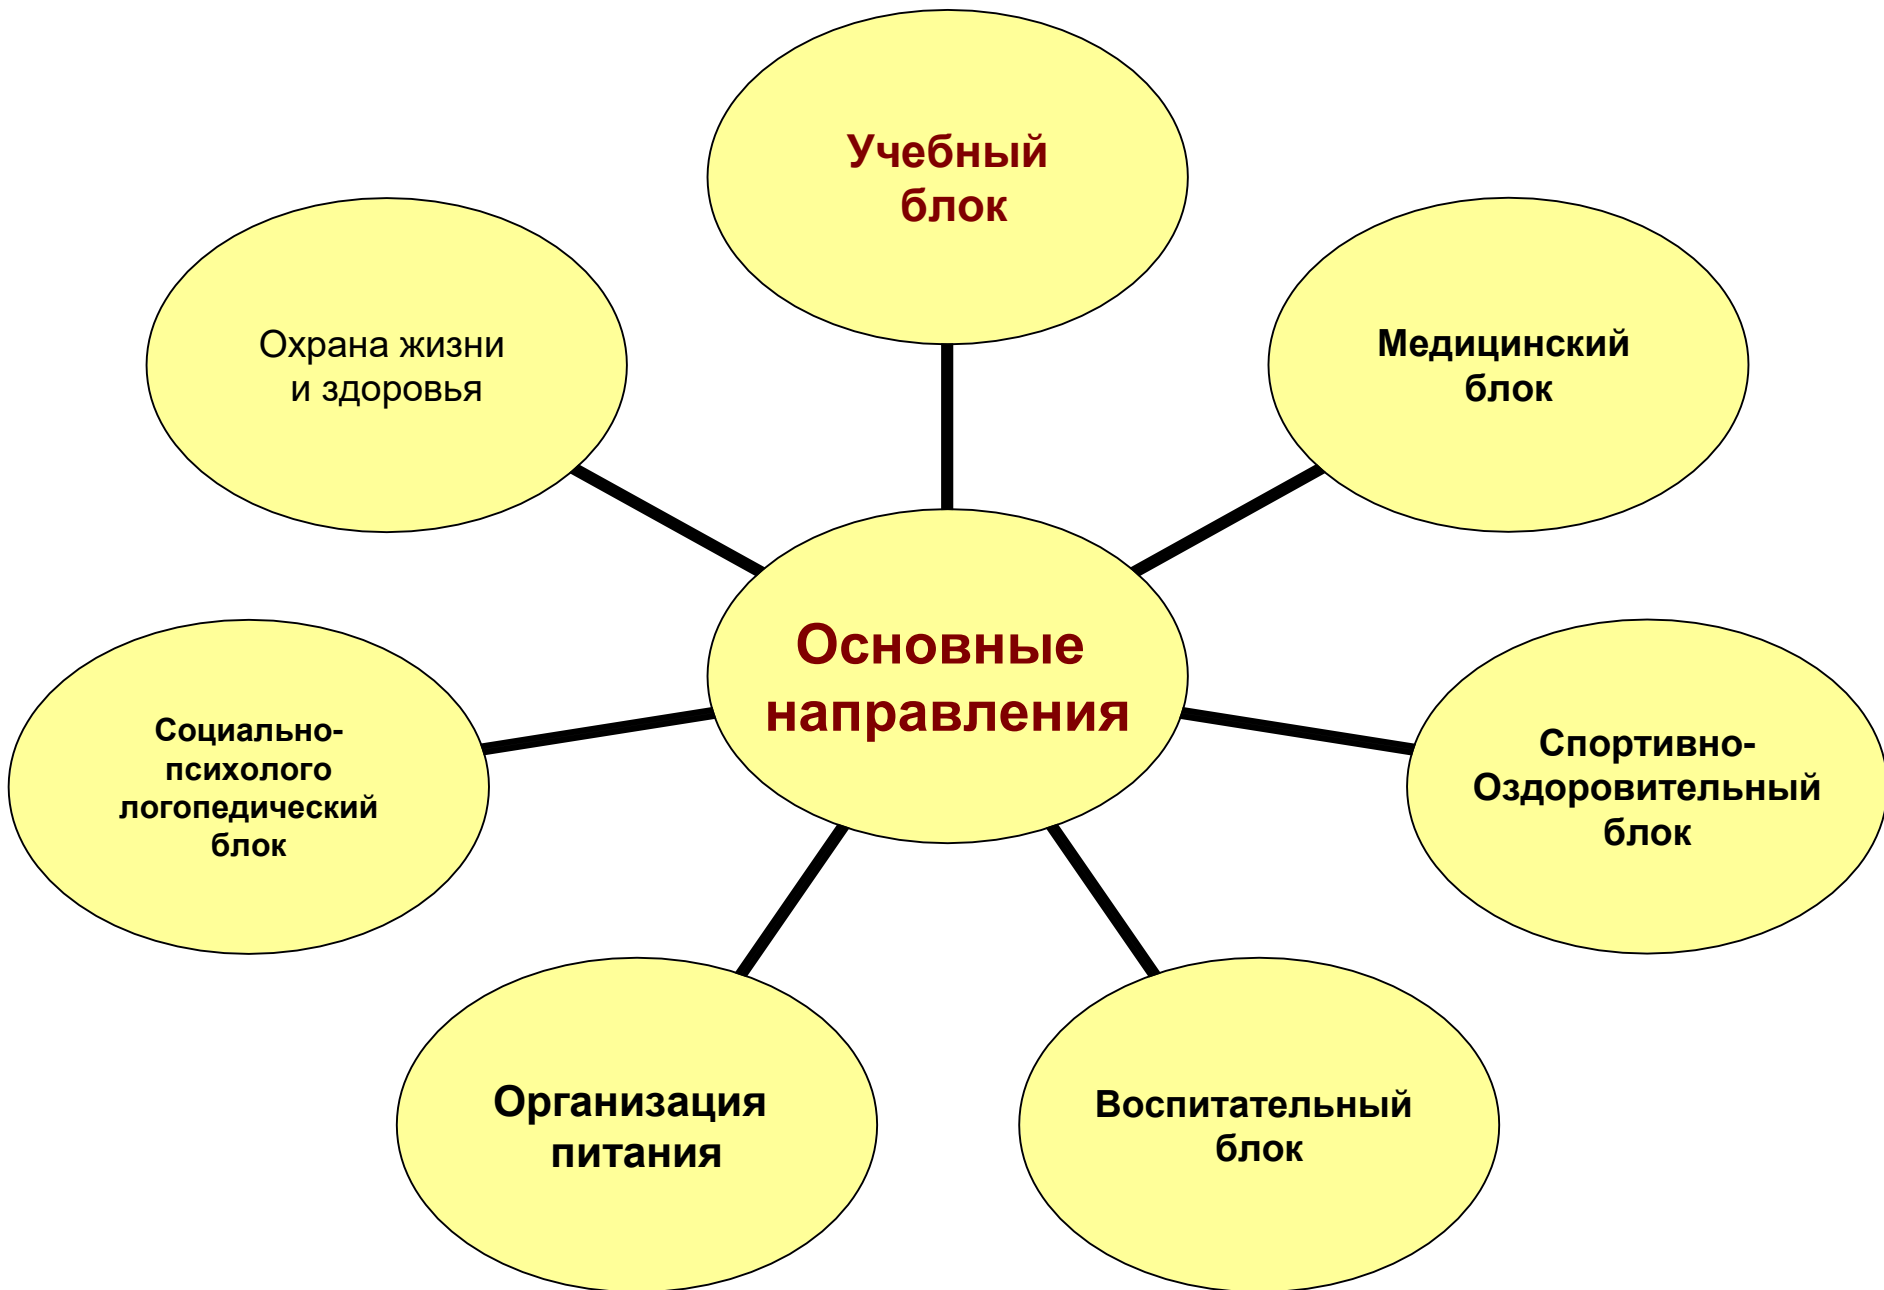 Учебный
блок
Охрана жизни
и здоровья
Медицинский
блок
Основные
направления
Социально-
психолого
логопедический
блок
Спортивно-
Оздоровительный
блок
Организация
питания
Воспитательный
блок